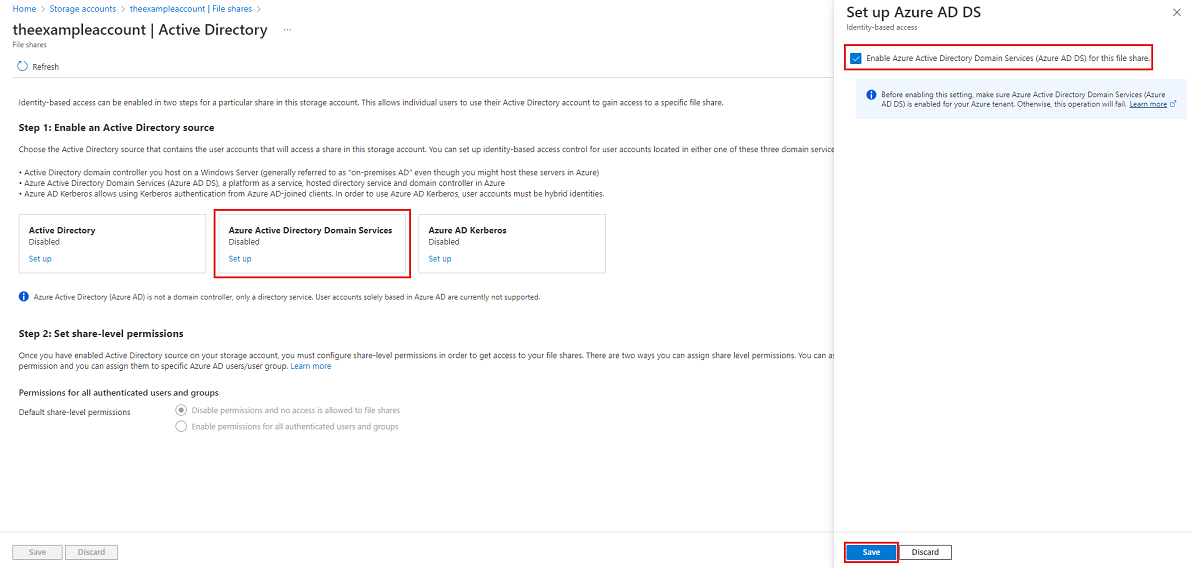 Home > Storage accounts > theexampleaccount | File shares >
theexampleaccount | Active Directory ...
File shares
Refresh
Identity-based access can be enabled in two steps for a particular share in this storage account. This allows individual users to use their Active Directory account to gain access to a specific file share.
Step 1: Enable an Active Directory source
Choose the Active Directory source that contains the user accounts that will access a share in this storage account. You can set up identity-based access control for user accounts located in either one of these three domain service
• Active Directory domain controller you host on a Windows Server (generally referred to as "on-premises AD" even though you might host these servers in Azure)
• Azure Active Directory Domain Services (Azure AD DS), a platform as a service, hosted directory service and domain controller in Azure
• Azure AD Kerberos allows using Kerberos authentication from Azure AD-joined clients. In order to use Azure AD Kerberos, user accounts must be hybrid identities.
Active Directory
Disabled
Set up
Azure Active Directory Domain Services
Disabled
Set up
Azure AD Kerberos
Disabled
Set up
Azure Active Directory (Azure AD) is not a domain controller, only a directory service. User accounts solely based in Azure AD are currently not supported.
Step 2: Set share-level permissions
Once you have enabled Active Directory source on your storage account, you must configure share-level permissions in order to get access to your file shares. There are two ways you can assign share level permissions. You can as
permission and you can assign them to specific Azure AD users/user group. Learn more
Permissions for all authenticated users and groups
Default share-level permissions
Disable permissions and no access is allowed to file shares
Enable permissions for all authenticated users and groups
Save
Discard
Set up Azure AD DS
Identity-based access
Enable Azure Active Directory Domain Services (Azure AD DS) for this file share.
Before enabling this setting, make sure Azure Active Directory Domain Services (Azure
AD DS) is enabled for your Azure tenant. Otherwise, this operation will fail. Learn more
Save
Discard